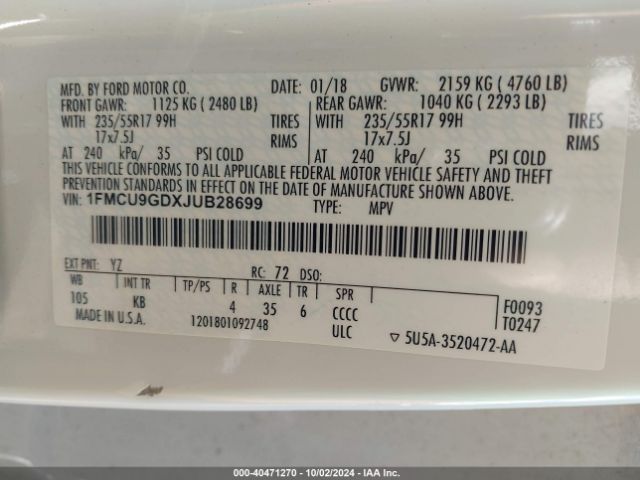 MFD. BY FORD MOTOR CO. DATE: 01/18 GVWR: 2159 KG ( 4760 LB)
FRONT GAWR: 1125 KG ( 2480 LB) REAR GAWR: 1040 KG ( 2293 LB)
WITH 235/55R17 99H TIRES WITH 235/55R17 99H TIRES
17x7.5J RIMS 17x7.5J RIMS
AT 240 kPa/ 35 PSI COLD AT 240 kPa/ 35 PSI COLD
THIS VEHICLE CONFORMS TO ALL APPLICABLE FEDERAL MOTOR VEHICLE SAFETY AND THEFT
PREVENTION STANDARDS IN EFFECT ON THE DATE OF MANUFACTURE SHOWN ABOVE.
VIN: 1FMCU9GDXJUB28699 TYPE: MPV
EXT PNT: YZ RC: 72 DSO:
WB INT TR TP/PS R AXLE TR SPR
105 KB 4 35 6 CCCC F0093
MADE IN U.S.A. 1201801092748 ULC T0247
▽ 5U5A-3520472-AA
000-40471270 - 10/02/2024 - IAA Inc.